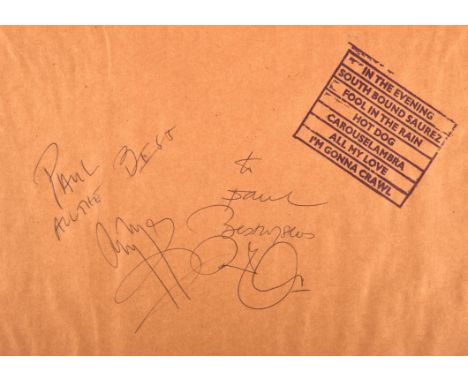 IN THE EVENING
SOUTH BOUND SAUREZ
FOOL IN THE RAIN
HOT DOG
CAROUSELAMBRA
ALL MY LOVE
I'M GONNA CRAWL
PAUL
ALL THE BEST
to
Paul
Best wishes